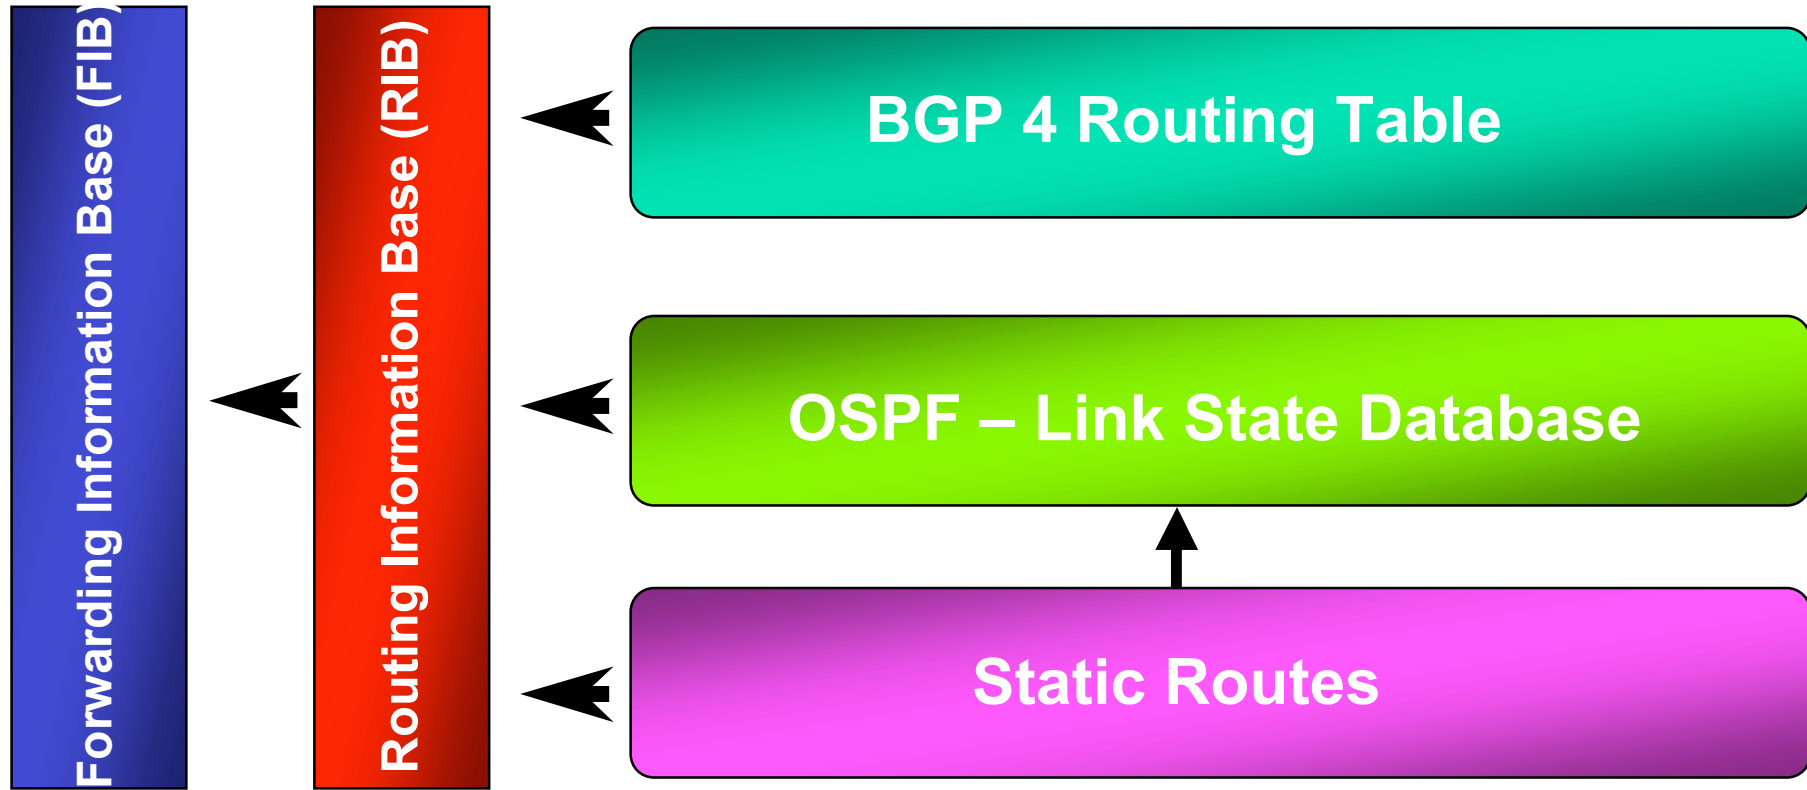 Forwarding Information Base (FIB)
Routing Information Base (RIB)
BGP 4 Routing Table
OSPF – Link State Database
Static Routes